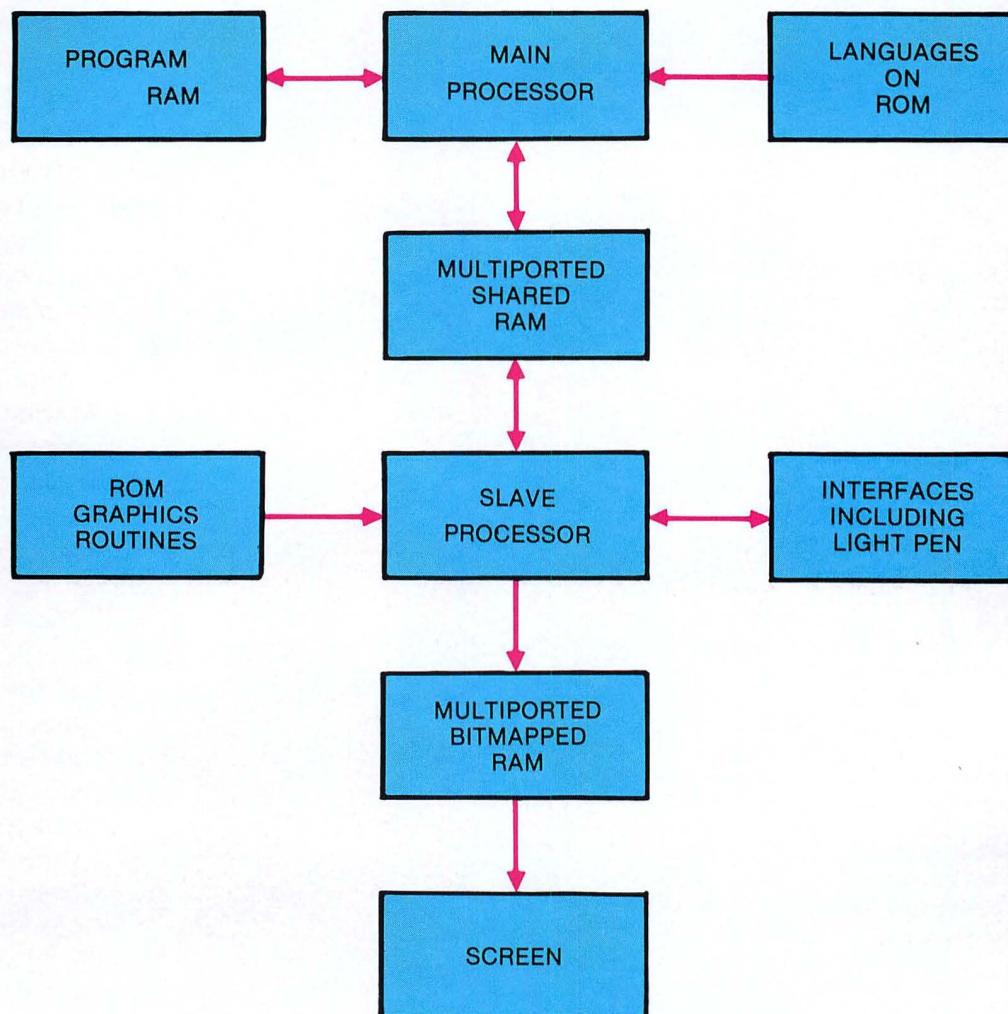 PROGRAM
RAM
MAIN
PROCESSOR
LANGUAGES
ON
ROM
MULTIPORTED
SHARED
RAM
ROM
GRAPHICS
ROUTINES
SLAVE
PROCESSOR
INTERFACES
INCLUDING
LIGHT PEN
MULTIPORTED
BITMAPPED
RAM
SCREEN